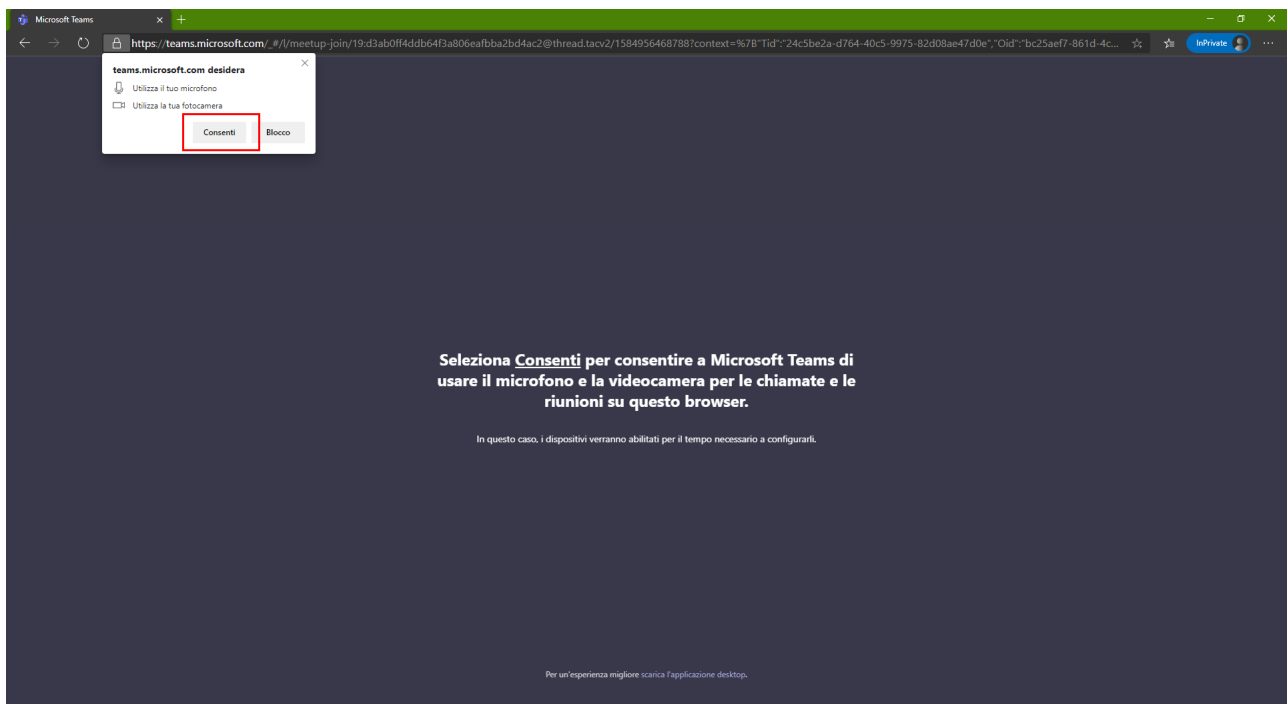 Microsoft Teams
https://teams.microsoft.com/_#/l/meetup-join/19:d3ab0ff4ddb64f3a806eafbba2bd4ac2@thread.tacv2/1584956468788?context=%7B"Tid":"24c5be2a-d764-40c5-9975-82d08ae47d0e","Oid":"bc25aef7-861d-4c...
InPrivate
teams.microsoft.com desidera
Utilizza il tuo microfono
Utilizza la tua fotocamera
Consenti Blocco
Seleziona Consenti per consentire a Microsoft Teams di
usare il microfono e la videocamera per le chiamate e le
riunioni su questo browser.
In questo caso, i dispositivi verranno abilitati per il tempo necessario a configurarli.
Per un'esperienza migliore scarica l'applicazione desktop.